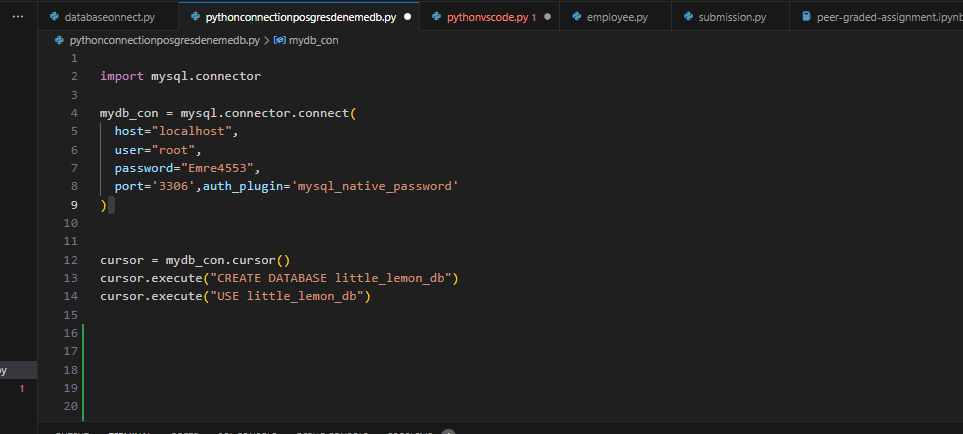 ··· databaseonnect.py pythonconnectionposgresdenemedb.py ● pythonvscode.py 1 ● employee.py submission.py peer-graded-assignment.ipynb
pythonconnectionposgresdenemedb.py > mydb_con
1
2 import mysql.connector
3
4 mydb_con = mysql.connector.connect(
5 host="localhost",
6 user="root",
7 password="Emre4553",
8 port='3306',auth_plugin='mysql_native_password'
9 )
10
11
12 cursor = mydb_con.cursor()
13 cursor.execute("CREATE DATABASE little_lemon_db")
14 cursor.execute("USE little_lemon_db")
15
16
17
18
py
19
1
20